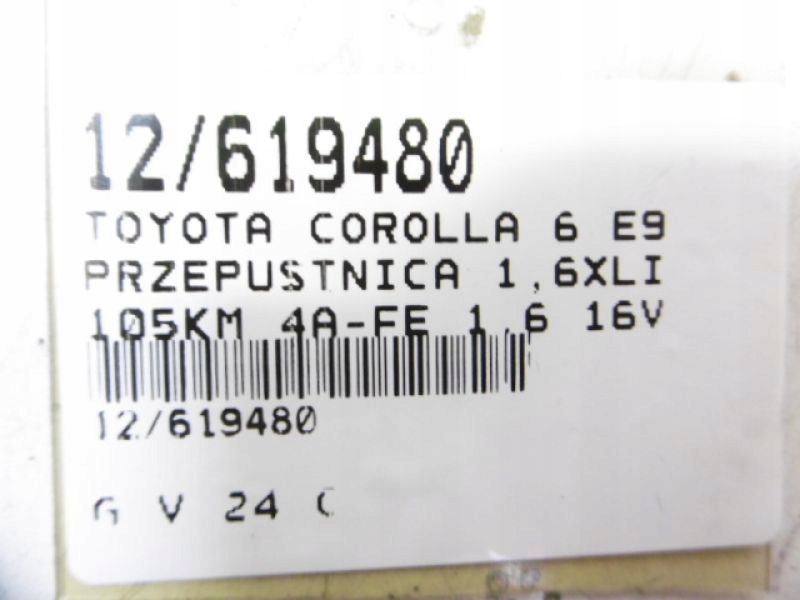 12/619480
TOYOTA COROLLA 6 E9
PRZEPUSTNICA 1,6XLI
105KM 4A-FE 1,6 16V
12/619480
G V 24 C